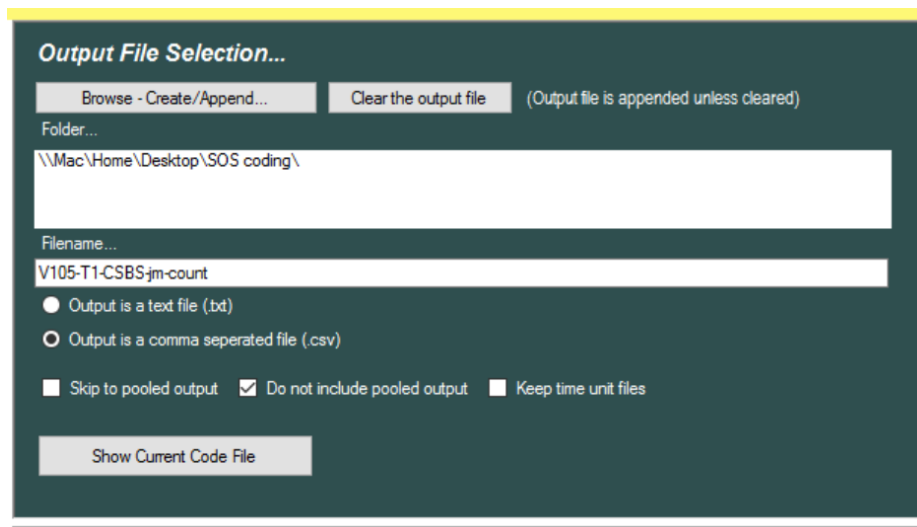 Output File Selection...
Browse - Create/Append... Clear the output file (Output file is appended unless cleared)
Folder...
\\Mac\Home\Desktop\SOS coding\
Filename...
V105-T1-CSBS-jm-count
Output is a text file (.txt)
Output is a comma seperated file (.csv)
Skip to pooled output Do not include pooled output Keep time unit files
Show Current Code File